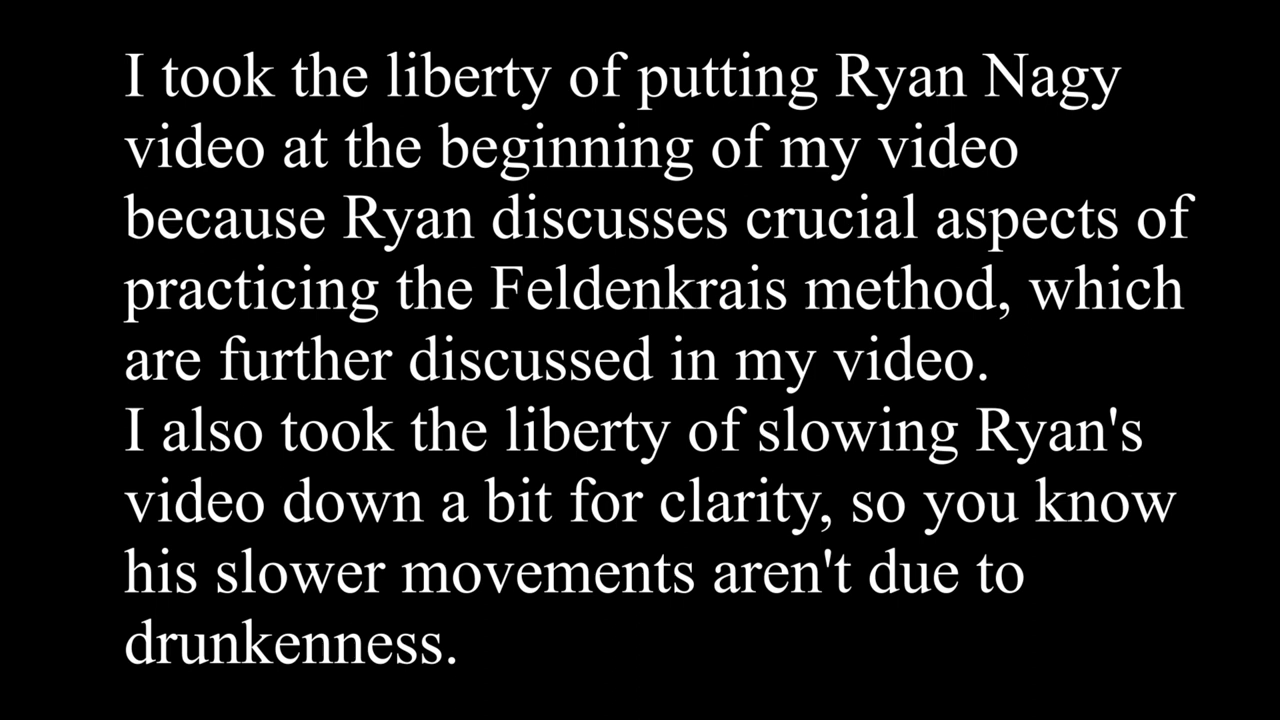 I took the liberty of putting Ryan Nagy
video at the beginning of my video
because Ryan discusses crucial aspects of
practicing the Feldenkrais method, which
are further discussed in my video.
I also took the liberty of slowing Ryan's
video down a bit for clarity, so you know
his slower movements aren't due to
drunkenness.